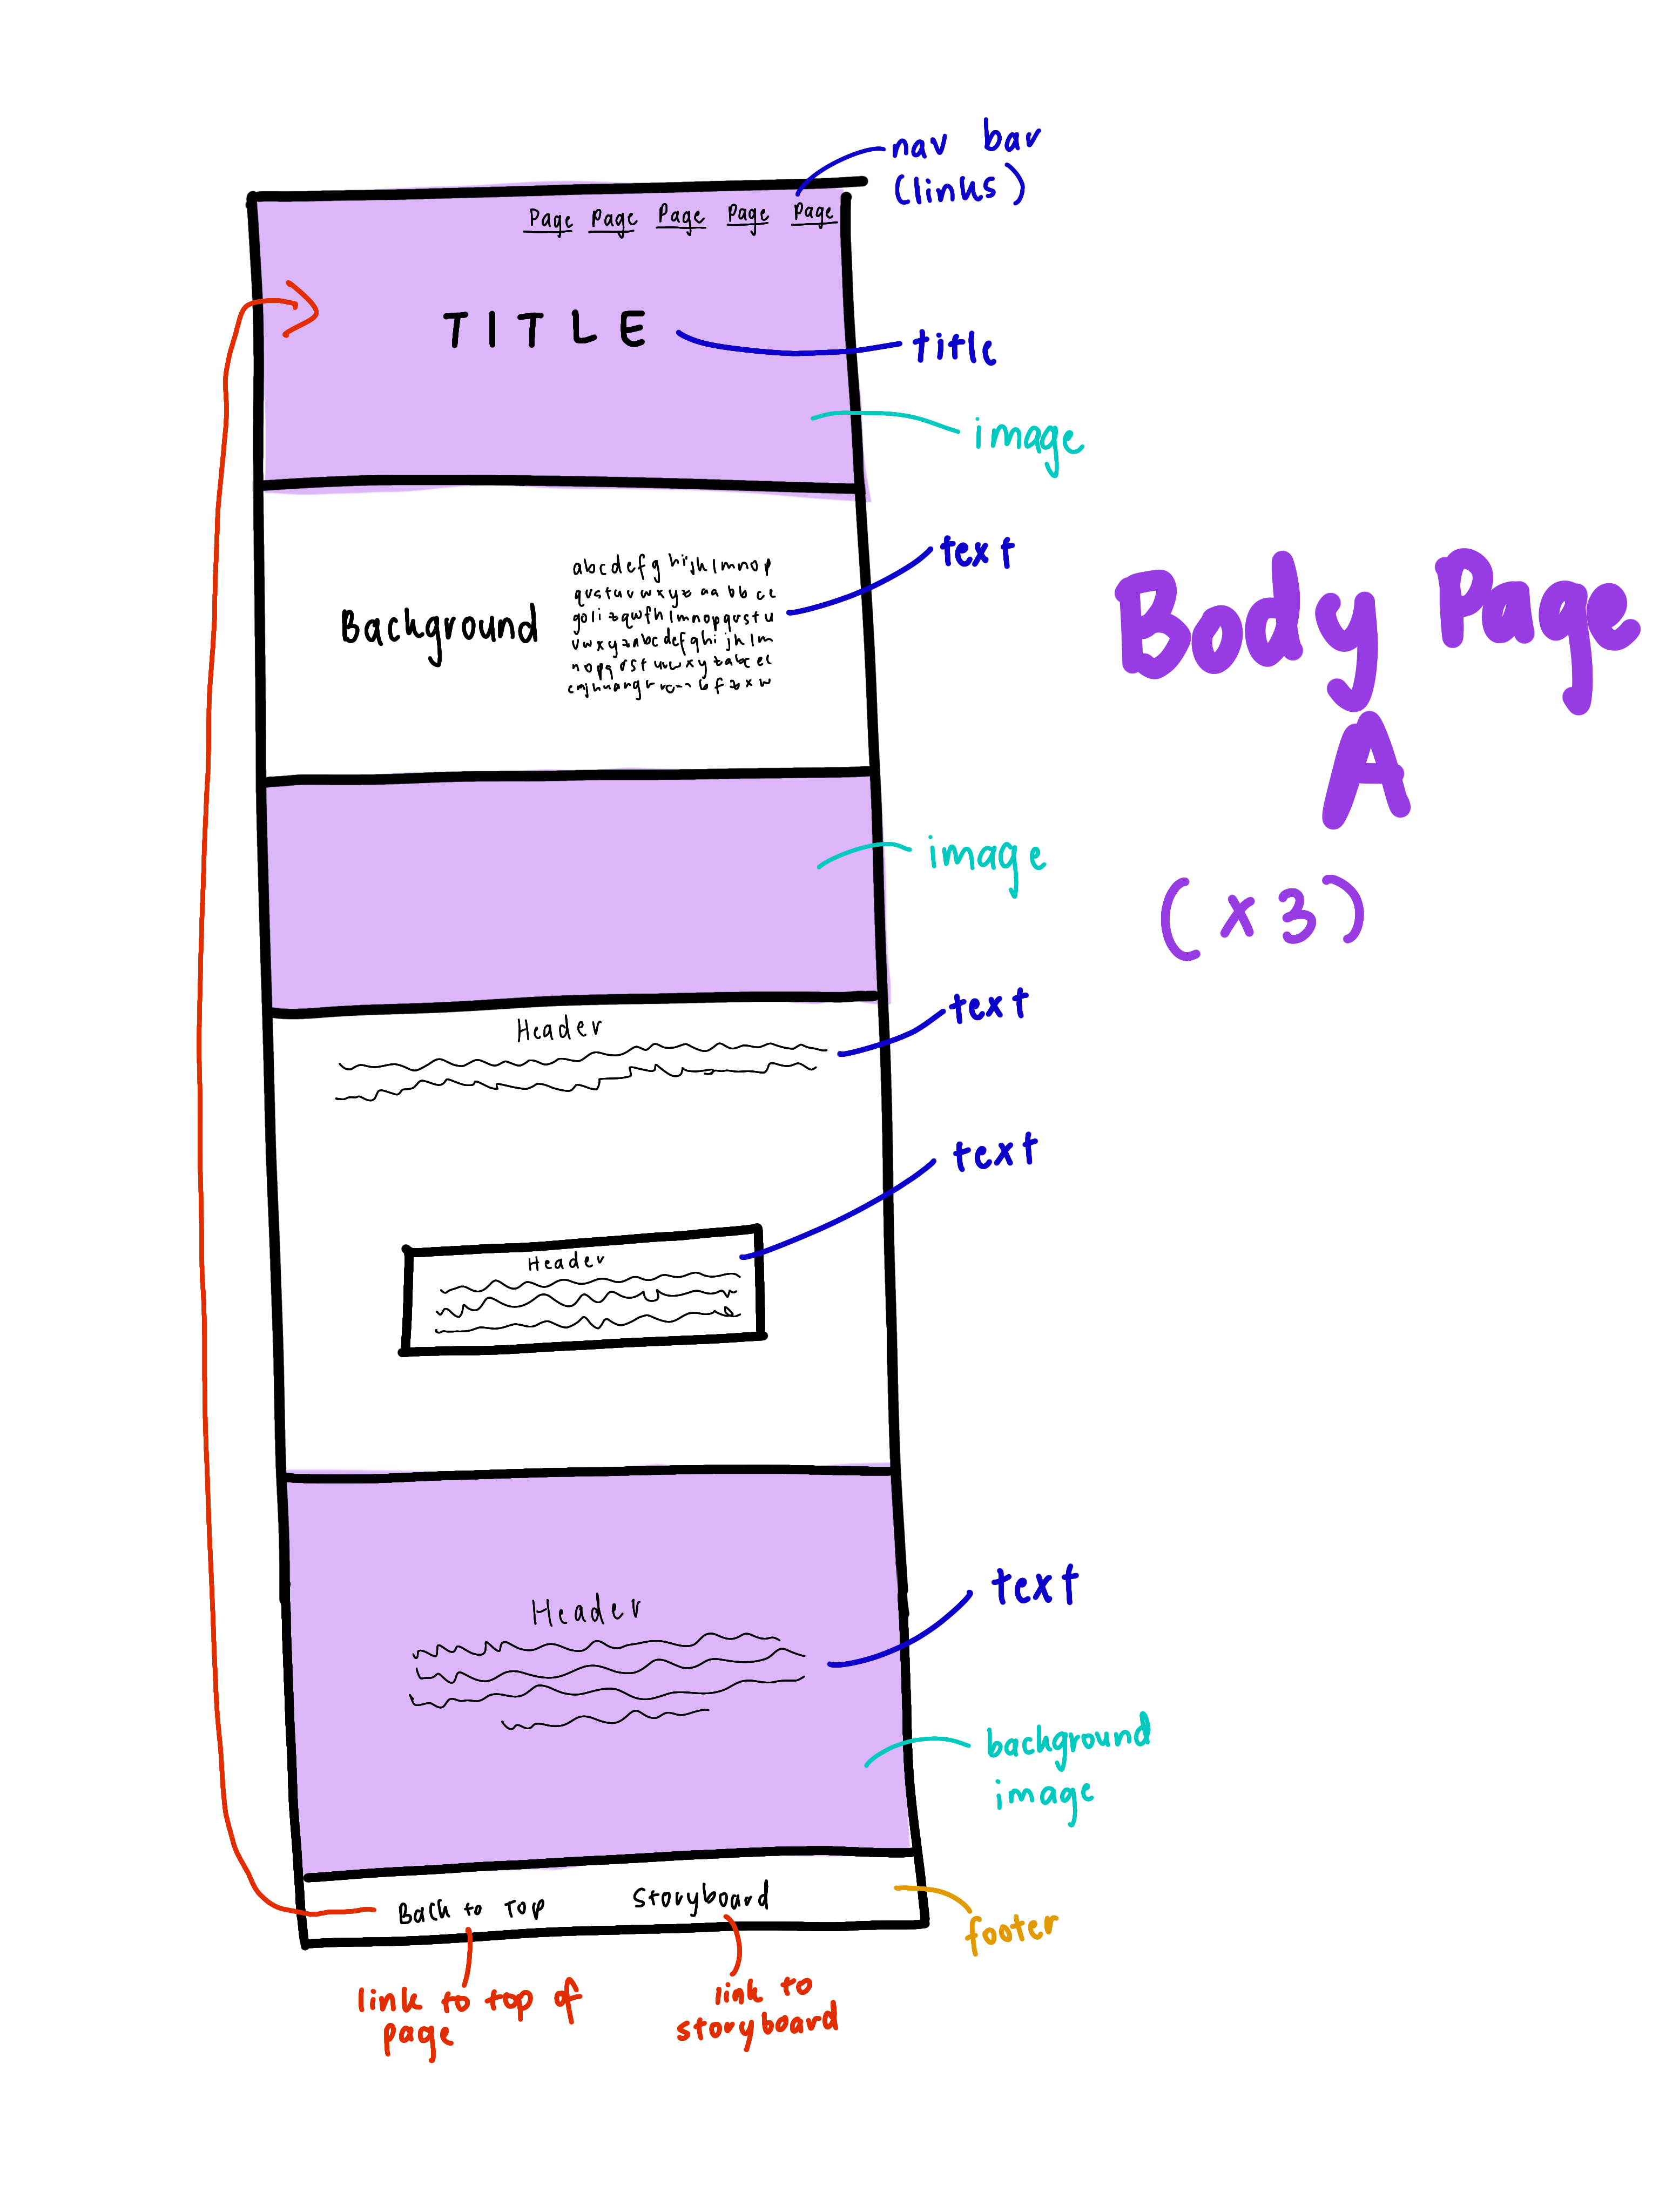 nav bar
(links)
Page Page Page Page Page
TITLE
title
image
Background
abcdefg hijklmnop
qrstuvwxyz aa bb cc
text
vwxyzabcdefghijklm
Body Page
A
(x3)
image
Header
text
text
Header
Header
text
background
image
Back to Top
Storyboard
footer
link to top of
page
link to
storyboard